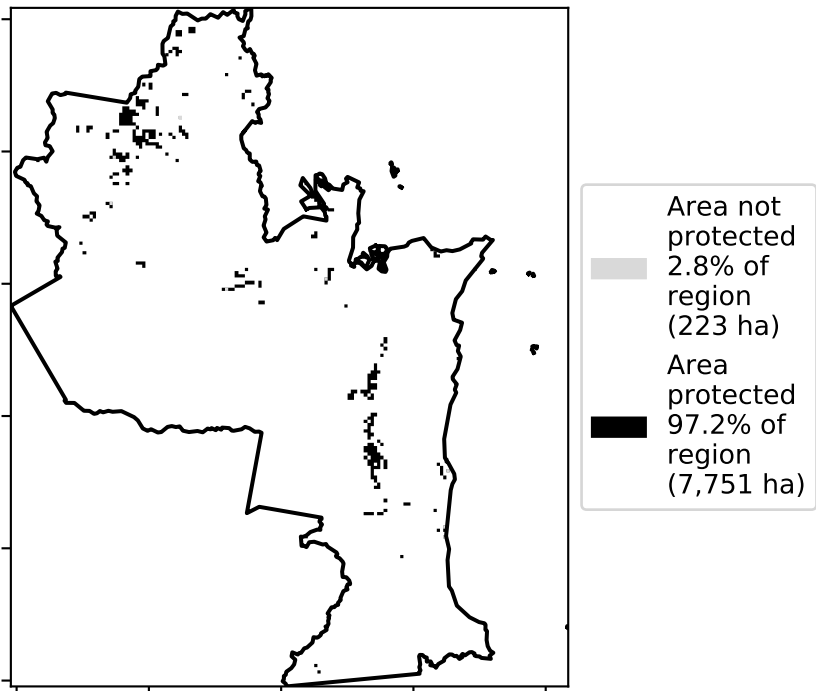 Area not
protected
2.8% of
region
(223 ha)
Area
protected
97.2% of
region
(7,751 ha)